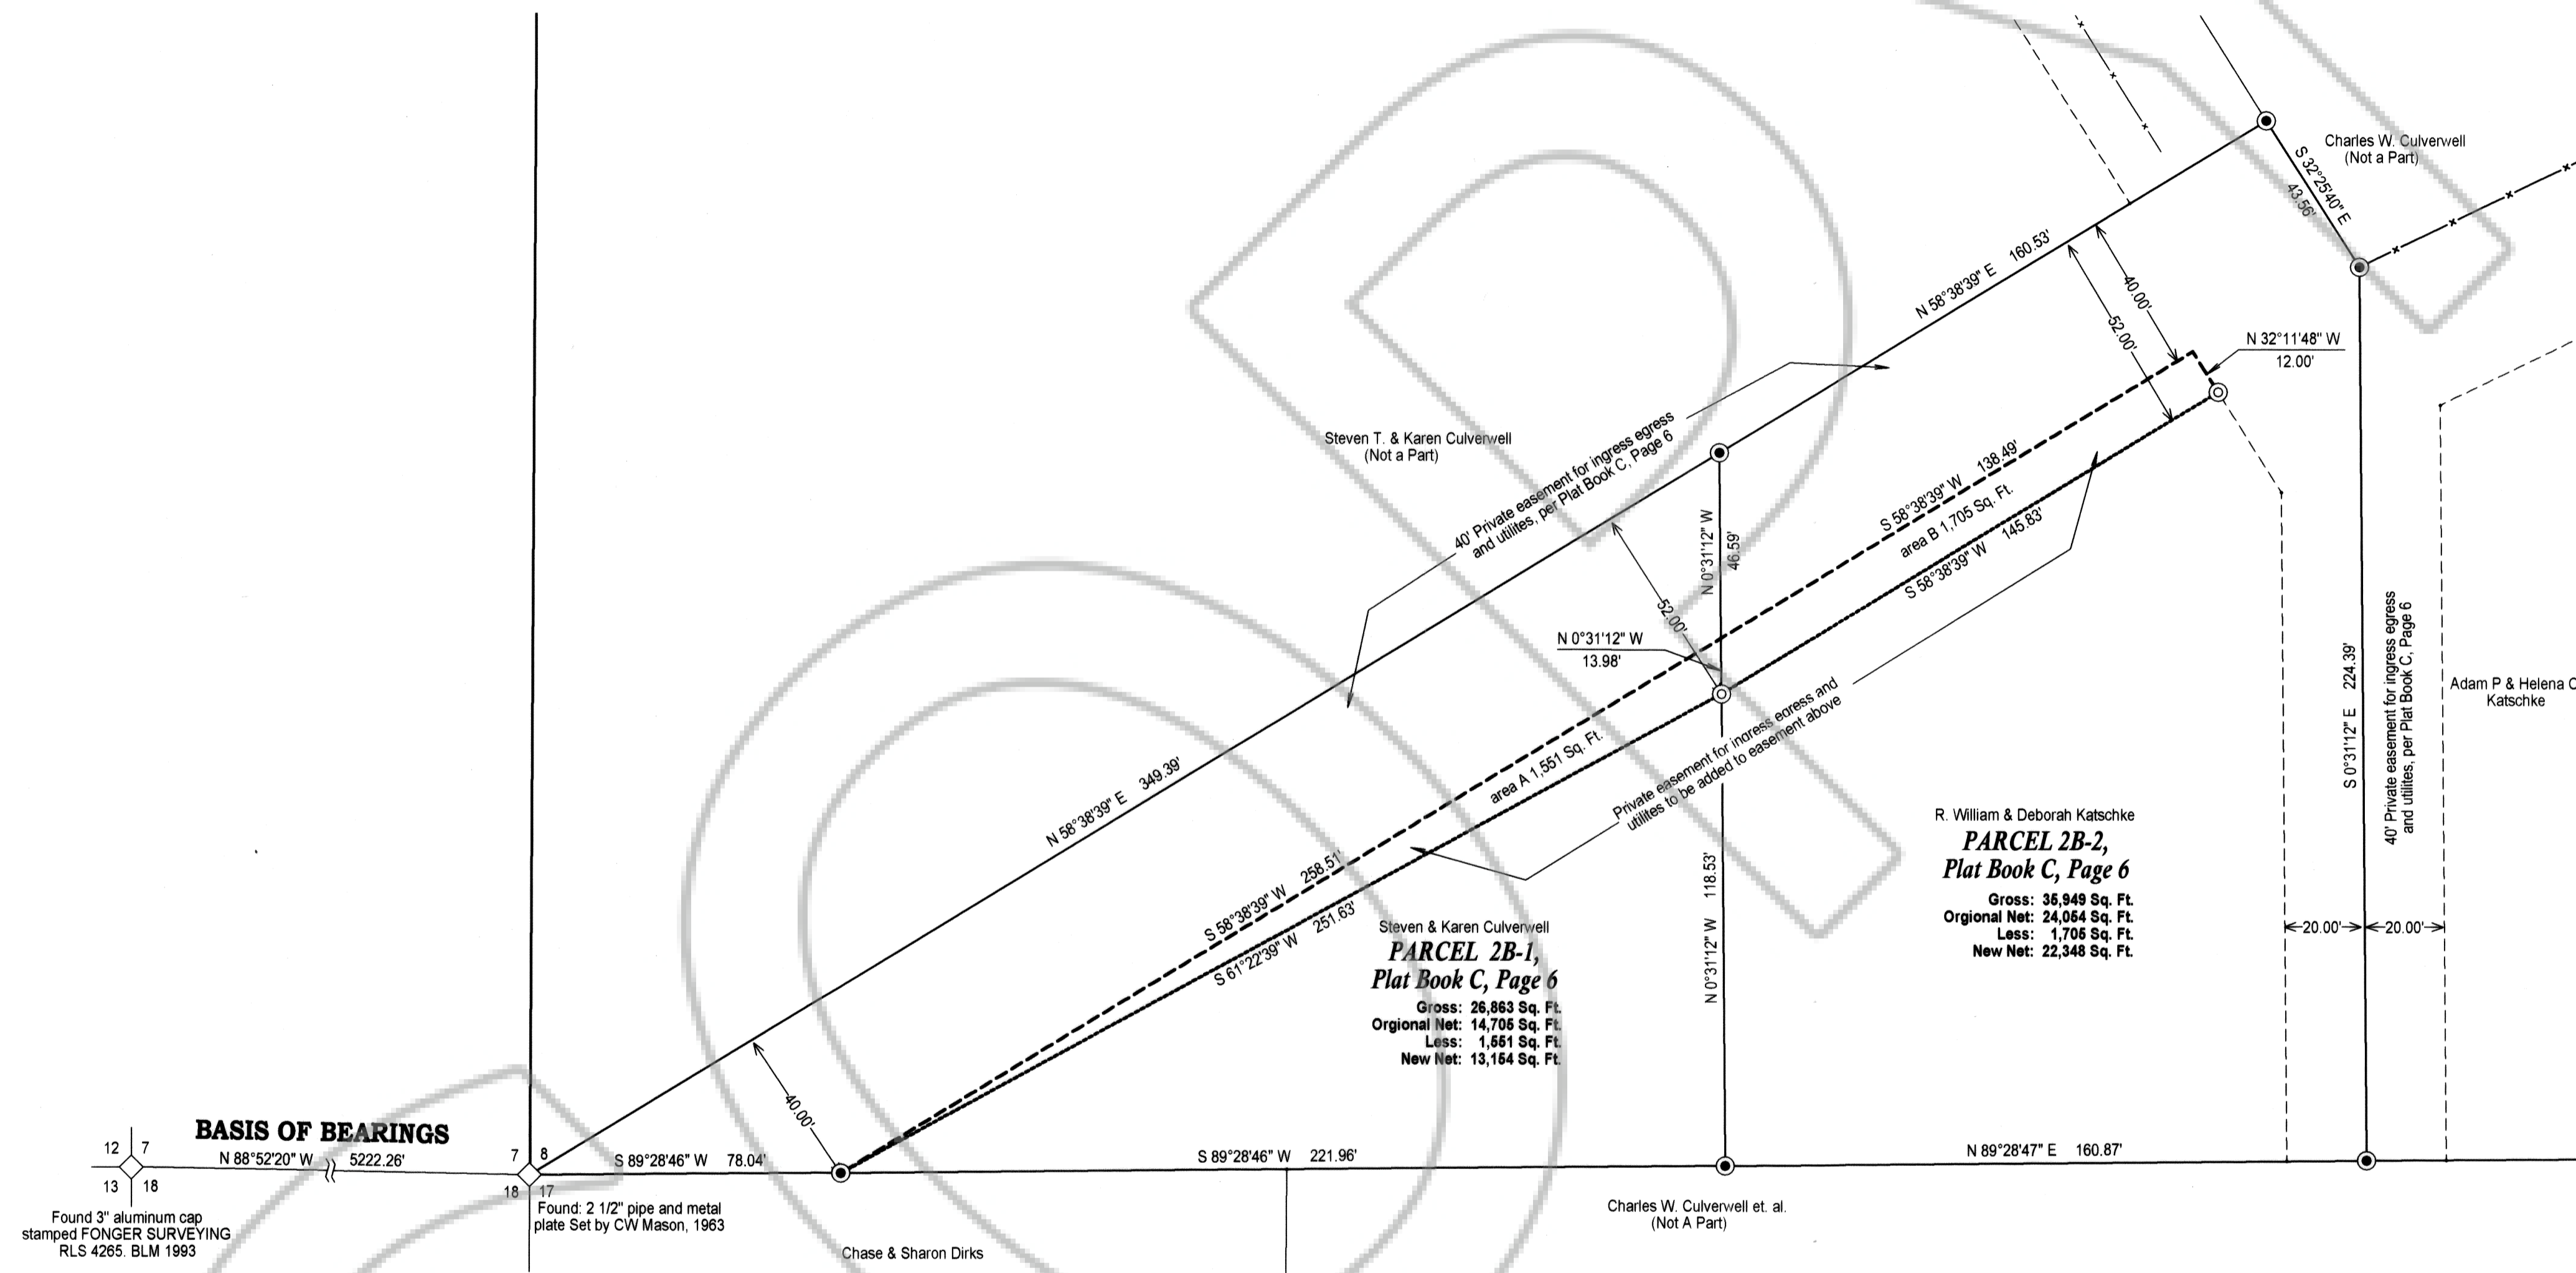 Charles W. Culverwell
(Not a Part)
S 32°25'40" E
43.56'
N 58°38'39" E 160.53'
40.00'
52.00'
N 32°11'48" W
12.00'
Steven T. & Karen Culverwell
(Not a Part)
40' Private easement for ingress egress
and utilites, per Plat Book C, Page 6
S 58°38'39" W 138.49'
area B 1,705 Sq. Ft.
S 58°38'39" W 145.83'
N 0°31'12" W
46.59'
52.00'
N 0°31'12" W
13.98'
S 0°31'12" E 224.39'
40' Private easement for ingress egress
and utilites, per Plat Book C, Page 6
Adam P & Helena C
Katschke
N 58°38'39" E 349.39'
area A 1,551 Sq. Ft.
Private easement for ingress egress and
utilites to be added to easement above
S 58°38'39" W 258.51'
S 61°22'39" W 251.63'
N 0°31'12" W 118.53'
R. William & Deborah Katschke
PARCEL 2B-2,
Plat Book C, Page 6
Gross: 35,949 Sq. Ft.
Orgional Net: 24,054 Sq. Ft.
Less: 1,705 Sq. Ft.
New Net: 22,348 Sq. Ft.
20.00'
20.00'
Steven & Karen Culverwell
PARCEL 2B-1,
Plat Book C, Page 6
Gross: 26,863 Sq. Ft.
Orgional Net: 14,705 Sq. Ft.
Less: 1,551 Sq. Ft.
New Net: 13,154 Sq. Ft.
40.00'
BASIS OF BEARINGS
12 7
N 88°52'20" W 5222.26'
13 18
7 8
18 17
S 89°28'46" W 78.04'
S 89°28'46" W 221.96'
N 89°28'47" E 160.87'
Found 3" aluminum cap
stamped FONGER SURVEYING
RLS 4265. BLM 1993
Found: 2 1/2" pipe and metal
plate Set by CW Mason, 1963
Chase & Sharon Dirks
Charles W. Culverwell et. al.
(Not A Part)